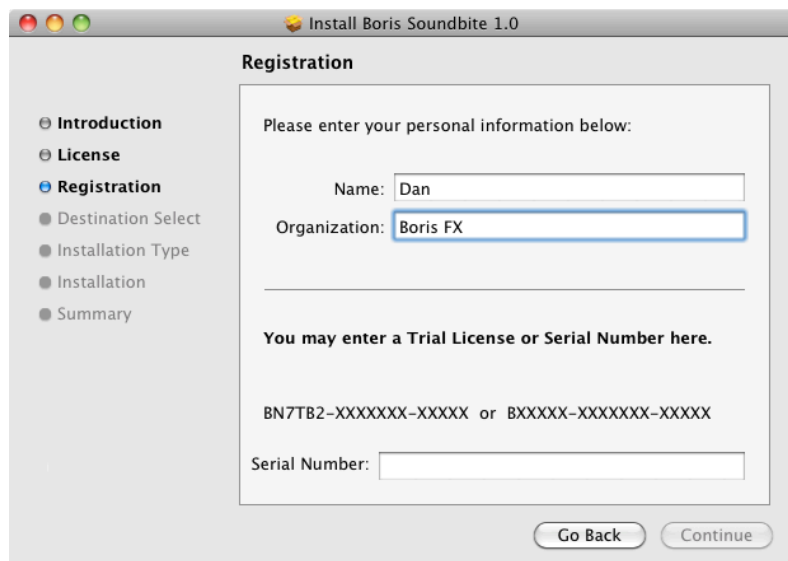 Install Boris Soundbite 1.0
Registration
Introduction
License
Registration
Destination Select
Installation Type
Installation
Summary
Please enter your personal information below:
Name: Dan
Organization: Boris FX
You may enter a Trial License or Serial Number here.
BN7TB2-XXXXXXX-XXXXX or BXXXXX-XXXXXXX-XXXXX
Serial Number:
Go Back Continue